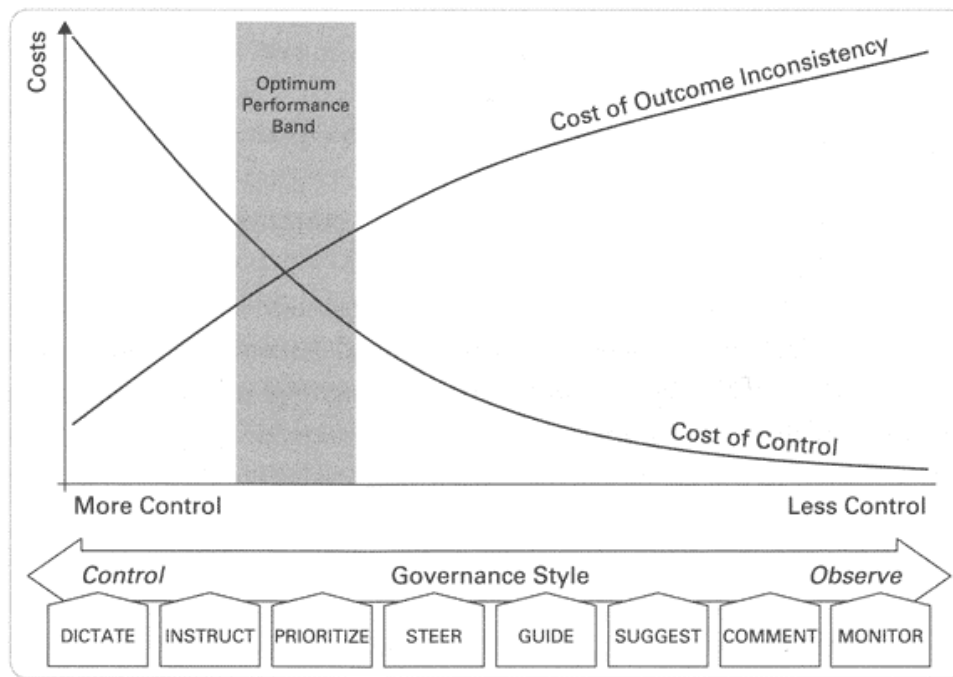 Costs
Optimum
Performance
Band
Cost of Outcome Inconsistency
Cost of Control
More Control
Less Control
Control
Governance Style
Observe
DICTATE
INSTRUCT
PRIORITIZE
STEER
GUIDE
SUGGEST
COMMENT
MONITOR